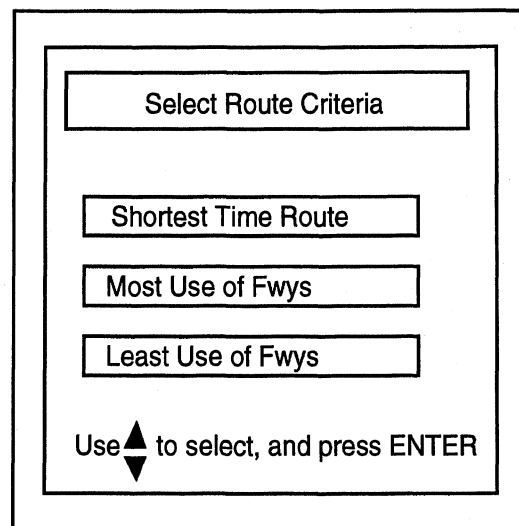 Select Route Criteria
Shortest Time Route
Most Use of Fwys
Least Use of Fwys
Use ▲▼ to select, and press ENTER